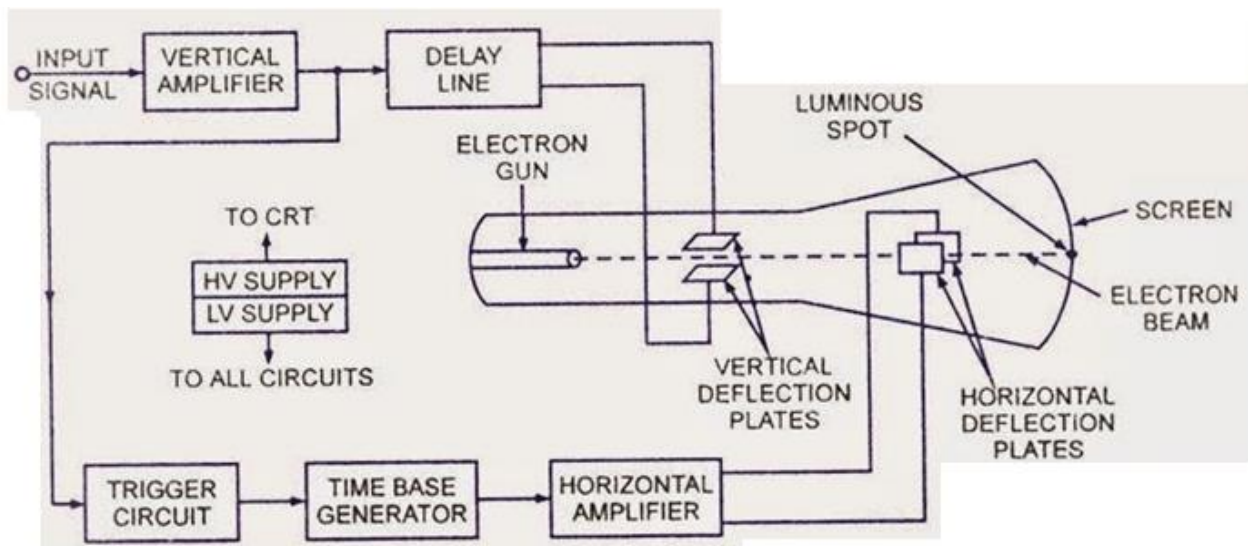 INPUT
SIGNAL
VERTICAL
AMPLIFIER
DELAY
LINE
LUMINOUS
SPOT
ELECTRON
GUN
SCREEN
TO CRT
HV SUPPLY
LV SUPPLY
TO ALL CIRCUITS
ELECTRON
BEAM
VERTICAL
DEFLECTION
PLATES
HORIZONTAL
DEFLECTION
PLATES
TRIGGER
CIRCUIT
TIME BASE
GENERATOR
HORIZONTAL
AMPLIFIER